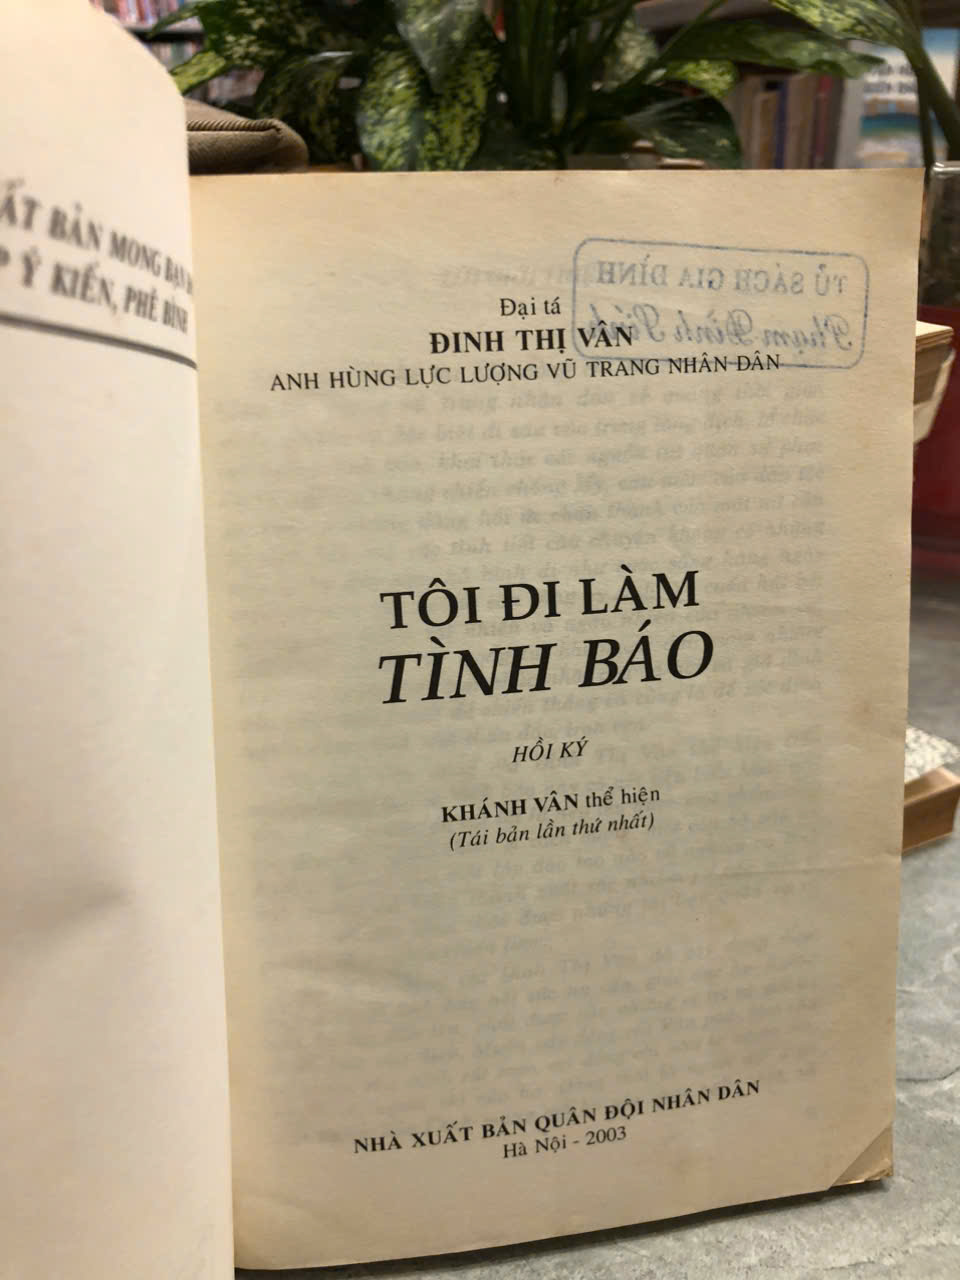 ẤT BẢN MONG BẠN
Ý KIẾN, PHÊ BÌNH
TỦ SÁCH GIA ĐÌNH
Phạm Đình
Đại tá
ĐINH THỊ VÂN
ANH HÙNG LỰC LƯỢNG VŨ TRANG NHÂN DÂN
TÔI ĐI LÀM
TÌNH BÁO
HỒI KÝ
KHÁNH VÂN thể hiện
(Tái bản lần thứ nhất)
NHÀ XUẤT BẢN QUÂN ĐỘI NHÂN DÂN
Hà Nội - 2003